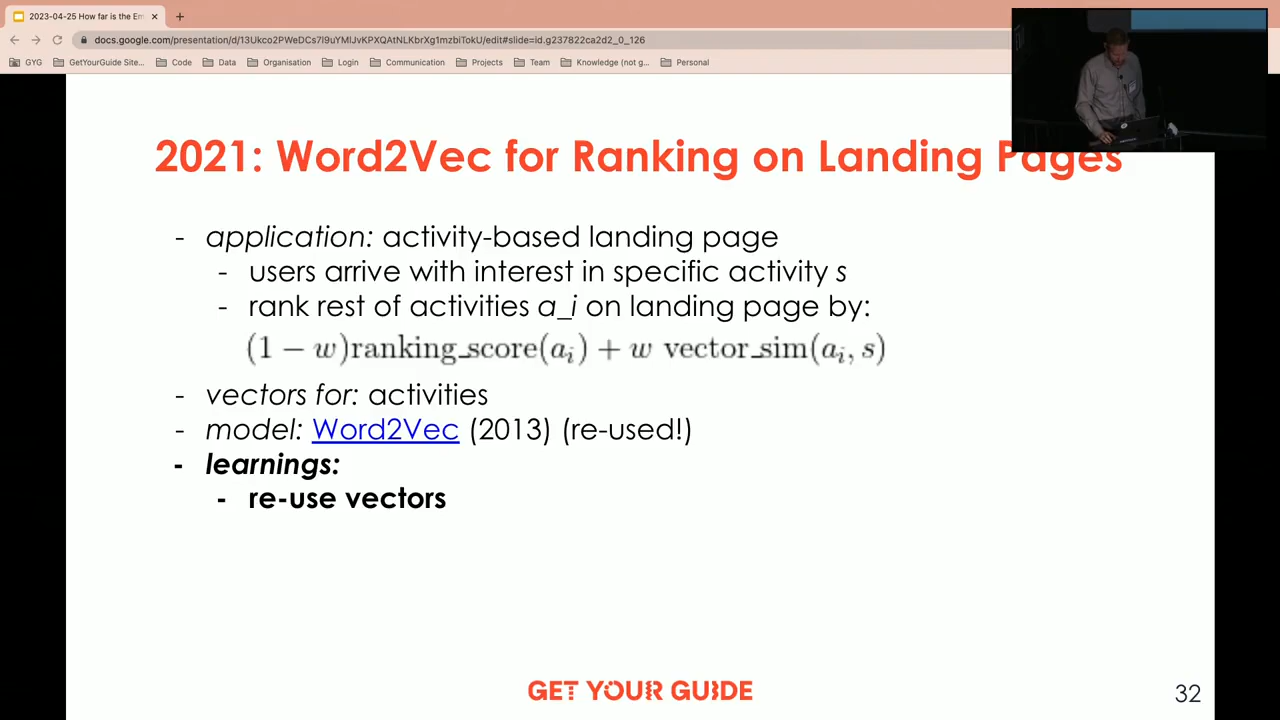 2023-04-25 How far is the Em
docs.google.com/presentation/d/13Ukco2PWeDCs7l9uYMlJvKPXQAtNLKbrXg1mzblTokU/edit#slide=id.g237822ca2d2_0_126
GYG GetYourGuide Site... Code Data Organisation Login Communication Projects Team Knowledge (not g... Personal
2021: Word2Vec for Ranking on Landing Pages
- application: activity-based landing page
- users arrive with interest in specific activity s
- rank rest of activities a_i on landing page by:
(1 − w)ranking_score(a_i) + w vector_sim(a_i, s)
- vectors for: activities
- model: Word2Vec (2013) (re-used!)
- learnings:
- re-use vectors
GET YOUR GUIDE
32